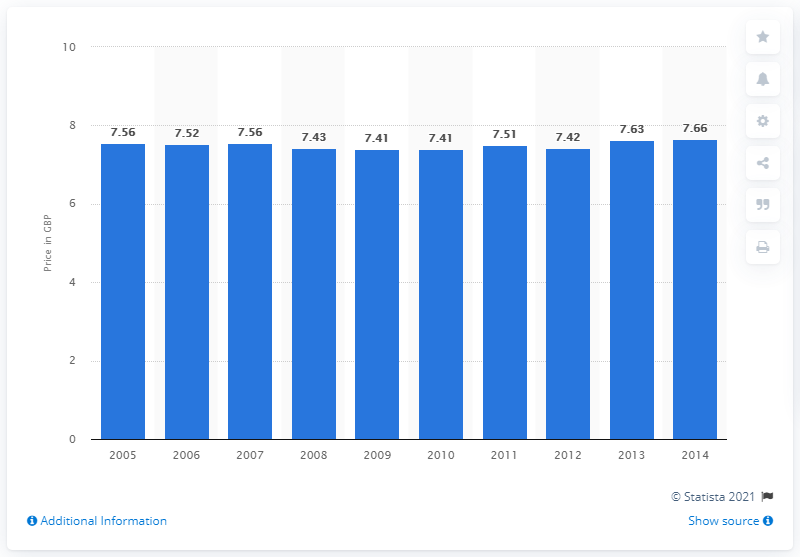 10
8
6
4
2
0
Price in GBP
7.56 7.52 7.56 7.43 7.41 7.41 7.51 7.42 7.63 7.66
2005 2006 2007 2008 2009 2010 2011 2012 2013 2014
© Statista 2021
Additional Information Show source